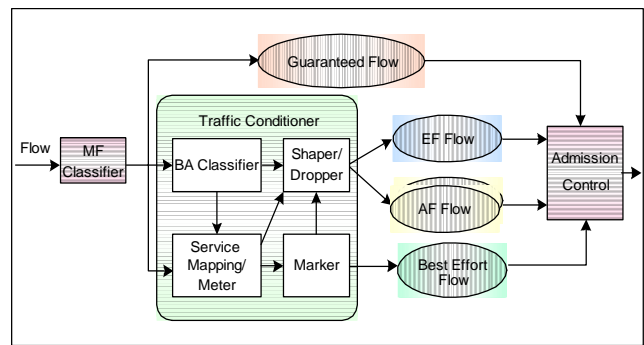 Guaranteed Flow
Traffic Conditioner
Flow
MF
Classifier
BA Classifier
Shaper/
Dropper
EF Flow
Admission
Control
AF Flow
Service
Mapping/
Meter
Marker
Best Effort
Flow